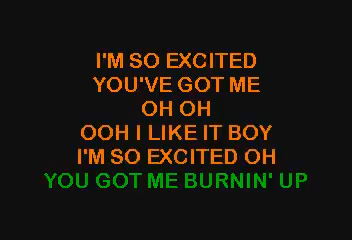 I'M SO EXCITED
YOU'VE GOT ME
OH OH
OOH I LIKE IT BOY
I'M SO EXCITED OH
YOU GOT ME BURNIN' UP